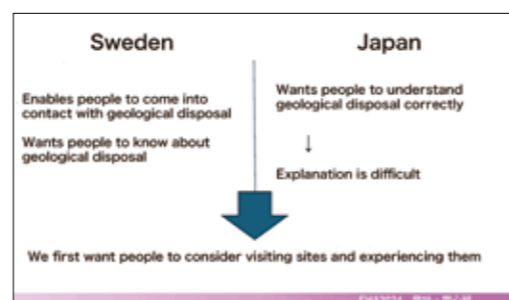 Sweden
Japan
Enables people to come into
contact with geological disposal
Wants people to know about
geological disposal
Wants people to understand
geological disposal correctly
↓
Explanation is difficult
We first want people to consider visiting sites and experiencing them